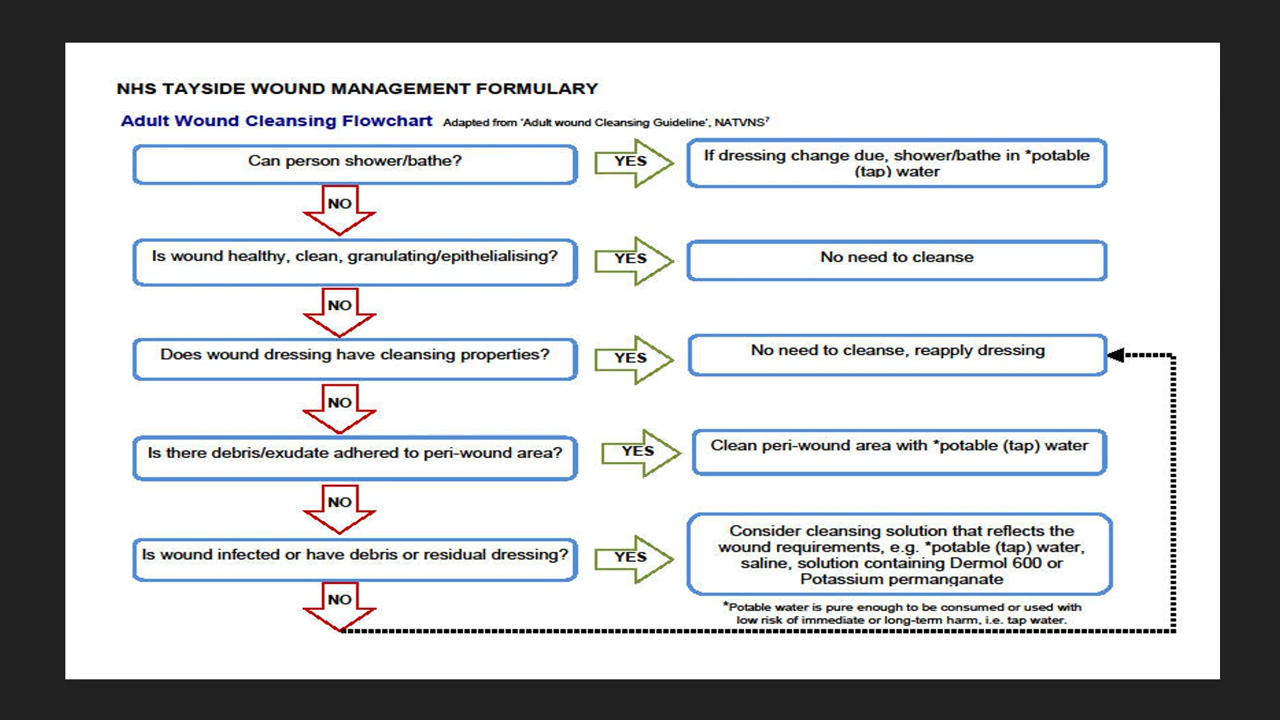 NHS TAYSIDE WOUND MANAGEMENT FORMULARY
Adult Wound Cleansing Flowchart Adapted from 'Adult wound Cleansing Guideline', NATVNS⁷
Can person shower/bathe?
YES
If dressing change due, shower/bathe in *potable
(tap) water
NO
Is wound healthy, clean, granulating/epithelialising?
YES
No need to cleanse
NO
Does wound dressing have cleansing properties?
YES
No need to cleanse, reapply dressing
NO
Is there debris/exudate adhered to peri-wound area?
YES
Clean peri-wound area with *potable (tap) water
NO
Is wound infected or have debris or residual dressing?
YES
Consider cleansing solution that reflects the
wound requirements, e.g. *potable (tap) water,
saline, solution containing Dermol 600 or
Potassium permanganate
NO
*Potable water is pure enough to be consumed or used with
low risk of immediate or long-term harm, i.e. tap water.